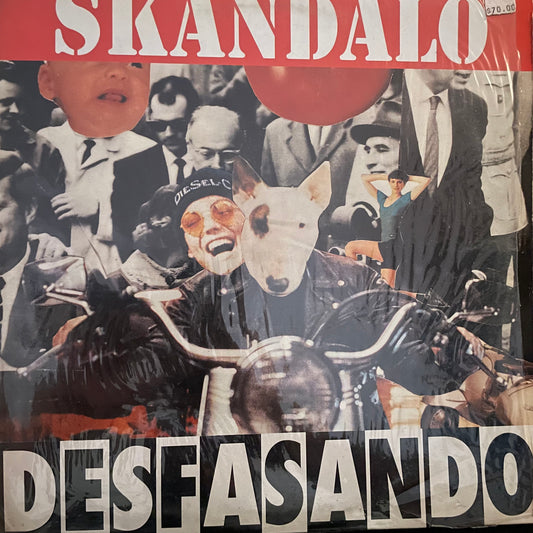 SKANDALO
$70.00
DIESEL-C
DESFASANDO